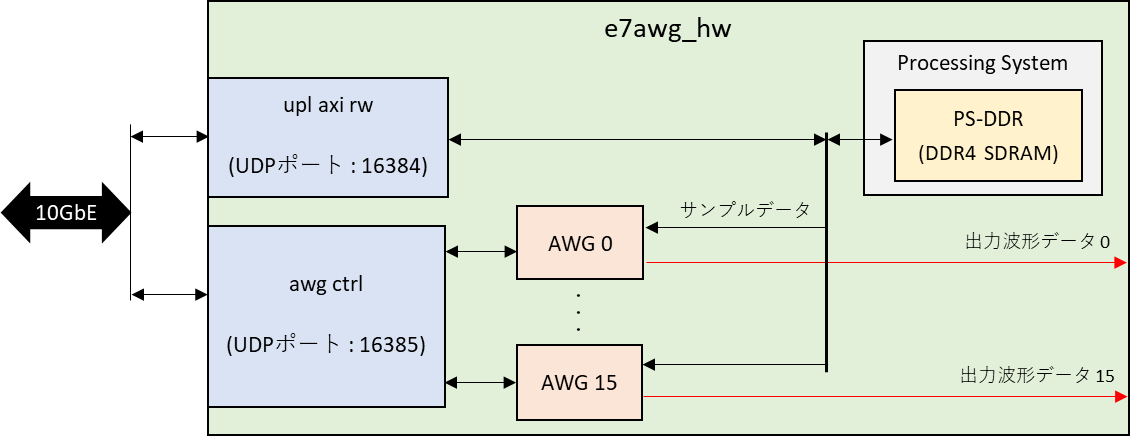 e7awg_hw
Processing System
upl axi rw
(UDPポート : 16384)
PS-DDR
(DDR4 SDRAM)
10GbE
サンプルデータ
AWG 0
出力波形データ 0
awg ctrl
(UDPポート : 16385)
AWG 15
出力波形データ 15